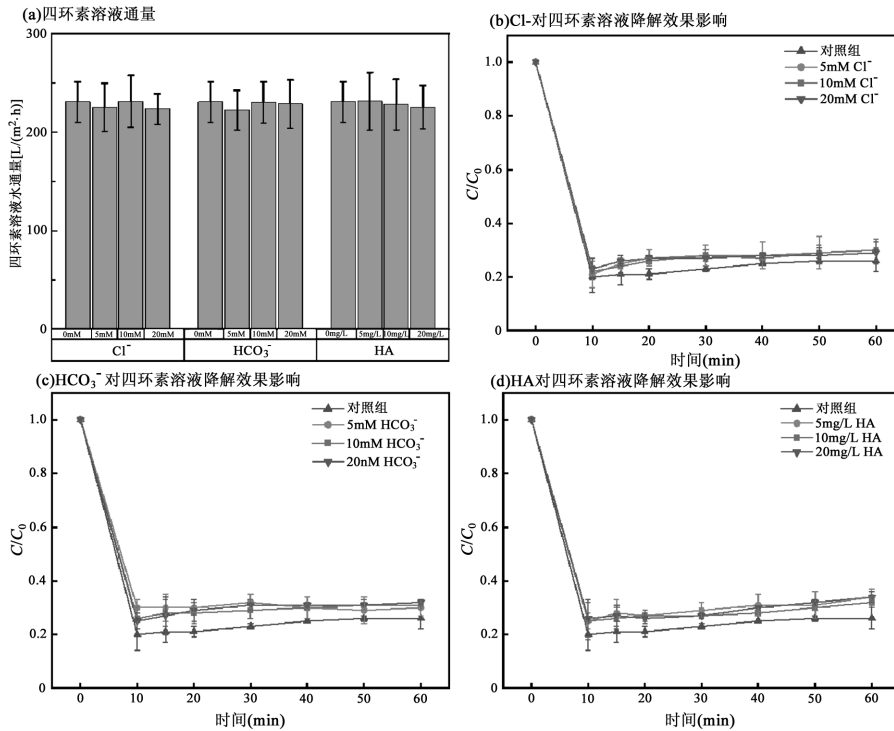 (a)四环素溶液通量
四环素溶液水通量[L/(m²·h)]
300
200
100
0
0mM 5mM 10mM 20mM 0mM 5mM 10mM 20mM 0mg/L 5mg/L 10mg/L 20mg/L
Cl⁻ HCO₃⁻ HA
(b)Cl-对四环素溶液降解效果影响
对照组
5mM Cl⁻
10mM Cl⁻
20mM Cl⁻
C/C₀
1.0
0.8
0.6
0.4
0.2
0
0 10 20 30 40 50 60
时间(min)
(c)HCO₃⁻对四环素溶液降解效果影响
对照组
5mM HCO₃⁻
10mM HCO₃⁻
20nM HCO₃⁻
C/C₀
1.0
0.8
0.6
0.4
0.2
0
0 10 20 30 40 50 60
时间(min)
(d)HA对四环素溶液降解效果影响
对照组
5mg/L HA
10mg/L HA
20mg/L HA
C/C₀
1.0
0.8
0.6
0.4
0.2
0
0 10 20 30 40 50 60
时间(min)